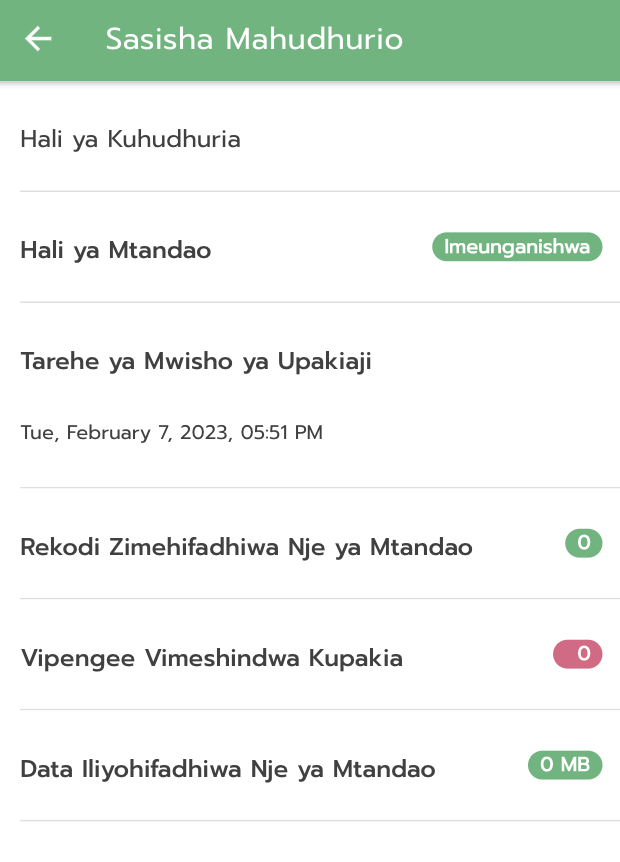 Sasisha Mahudhurio
Hali ya Kuhudhuria
Hali ya Mtandao
Imeunganishwa
Tarehe ya Mwisho ya Upakiaji
Tue, February 7, 2023, 05:51 PM
Rekodi Zimehifadhiwa Nje ya Mtandao
0
Vipengee Vimeshindwa Kupakia
0
Data Iliyohifadhiwa Nje ya Mtandao
0 MB